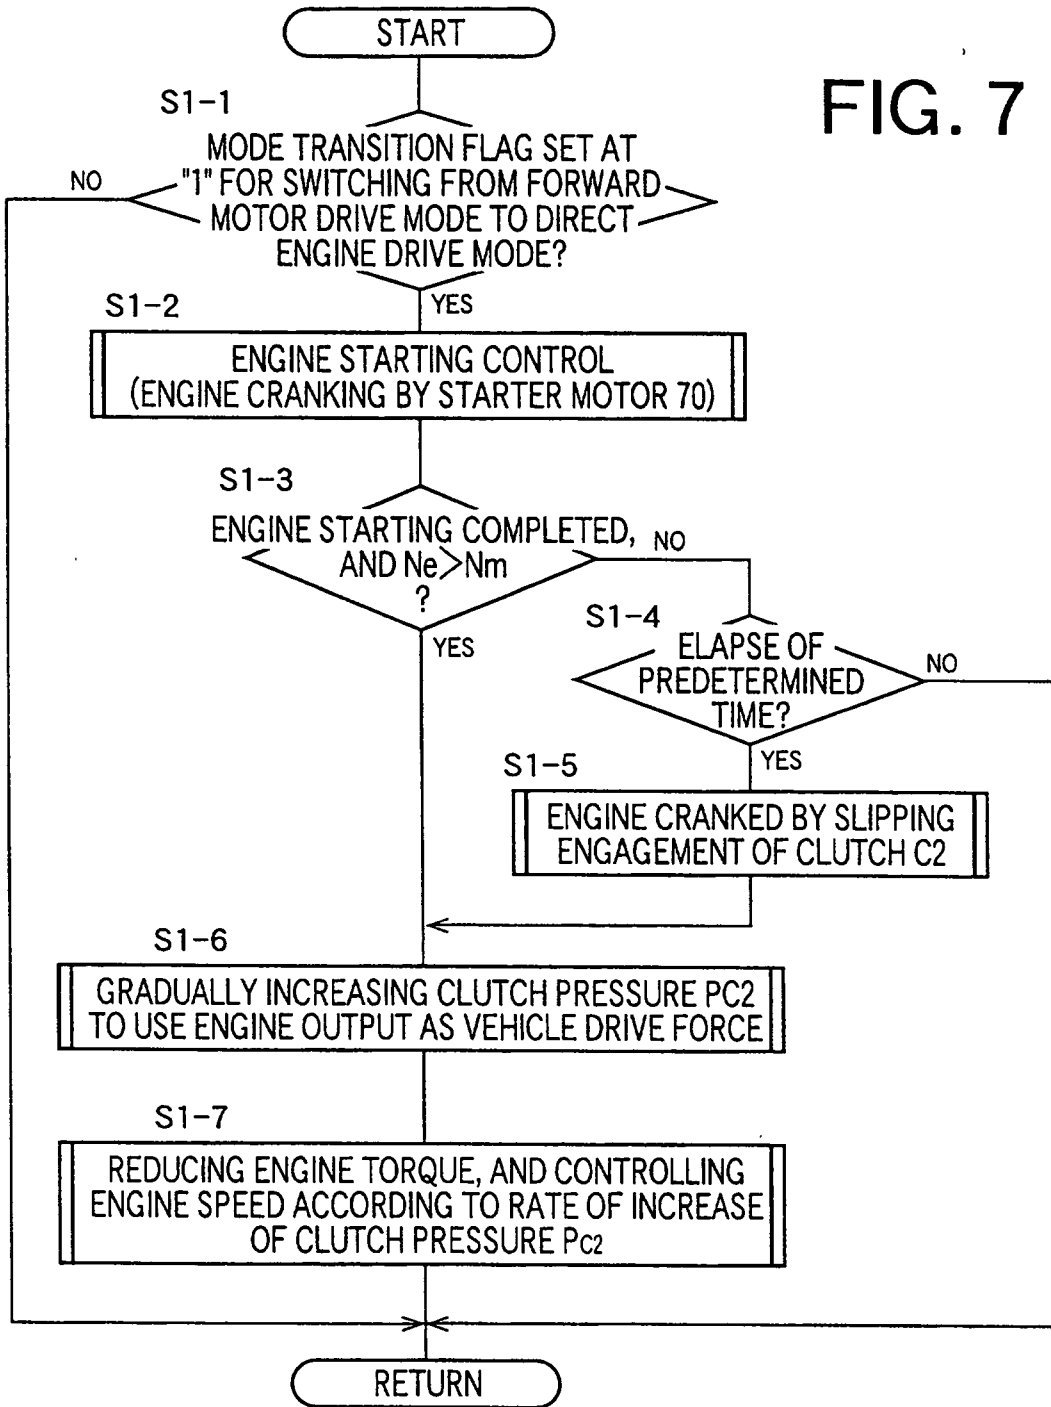 START
FIG. 7
S1-1
MODE TRANSITION FLAG SET AT
"1" FOR SWITCHING FROM FORWARD
MOTOR DRIVE MODE TO DIRECT
ENGINE DRIVE MODE?
NO
YES
S1-2
ENGINE STARTING CONTROL
(ENGINE CRANKING BY STARTER MOTOR 70)
S1-3
ENGINE STARTING COMPLETED,
AND Ne>Nm
?
NO
YES
S1-4
ELAPSE OF
PREDETERMINED
TIME?
NO
YES
S1-5
ENGINE CRANKED BY SLIPPING
ENGAGEMENT OF CLUTCH C2
S1-6
GRADUALLY INCREASING CLUTCH PRESSURE PC2
TO USE ENGINE OUTPUT AS VEHICLE DRIVE FORCE
S1-7
REDUCING ENGINE TORQUE, AND CONTROLLING
ENGINE SPEED ACCORDING TO RATE OF INCREASE
OF CLUTCH PRESSURE PC2
RETURN